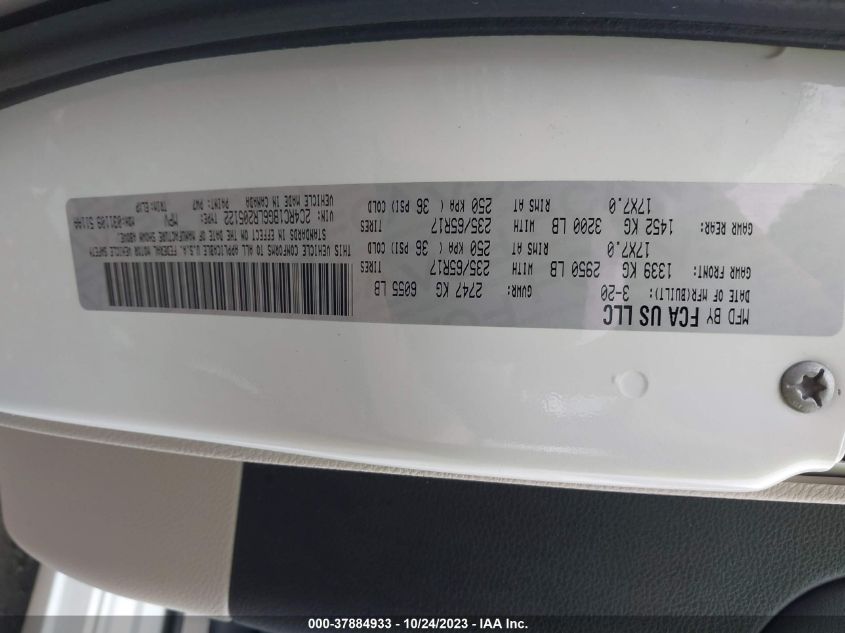 MFD BY FCA US LLC
DATE OF MFR(BUILT): 3-20
GVWR: 2747 KG 6055 LB
GAWR FRONT: 1339 KG 2950 LB WITH TIRES 235/65R17
17X7.0 RIMS AT 250 KPA (36 PSI) COLD
GAWR REAR: 1452 KG 3200 LB WITH TIRES 235/65R17
17X7.0 RIMS AT 250 KPA (36 PSI) COLD
THIS VEHICLE CONFORMS TO ALL APPLICABLE U.S.A. FEDERAL MOTOR VEHICLE SAFETY
STANDARDS IN EFFECT ON THE DATE OF MANUFACTURE SHOWN ABOVE.
VIN: 2C4RC1BG6LR205122 TYPE: MPV
VEHICLE MADE IN CANADA PAINT: PW7 TRIM:
000-37884933 - 10/24/2023 - IAA Inc.